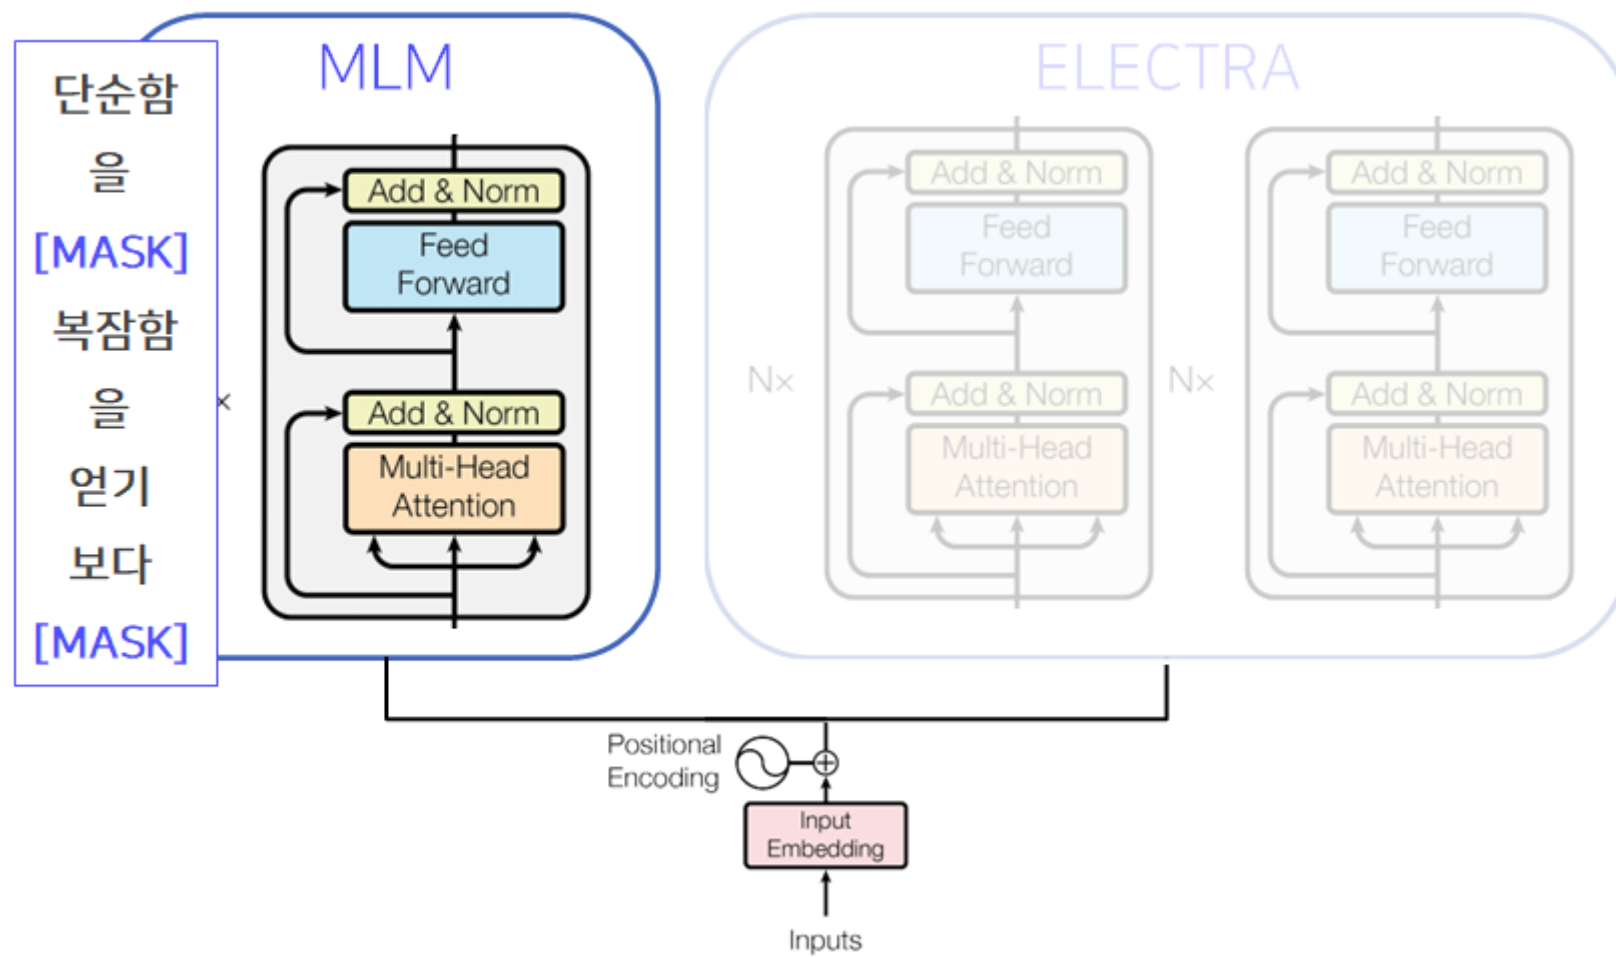 단순함
을
[MASK]
복잡함
을
얻기
보다
[MASK]
MLM
Add & Norm
Feed
Forward
×
Add & Norm
Multi-Head
Attention
ELECTRA
Add & Norm
Feed
Forward
N×
Add & Norm
Multi-Head
Attention
Add & Norm
Feed
Forward
N×
Add & Norm
Multi-Head
Attention
Positional
Encoding
Input
Embedding
Inputs